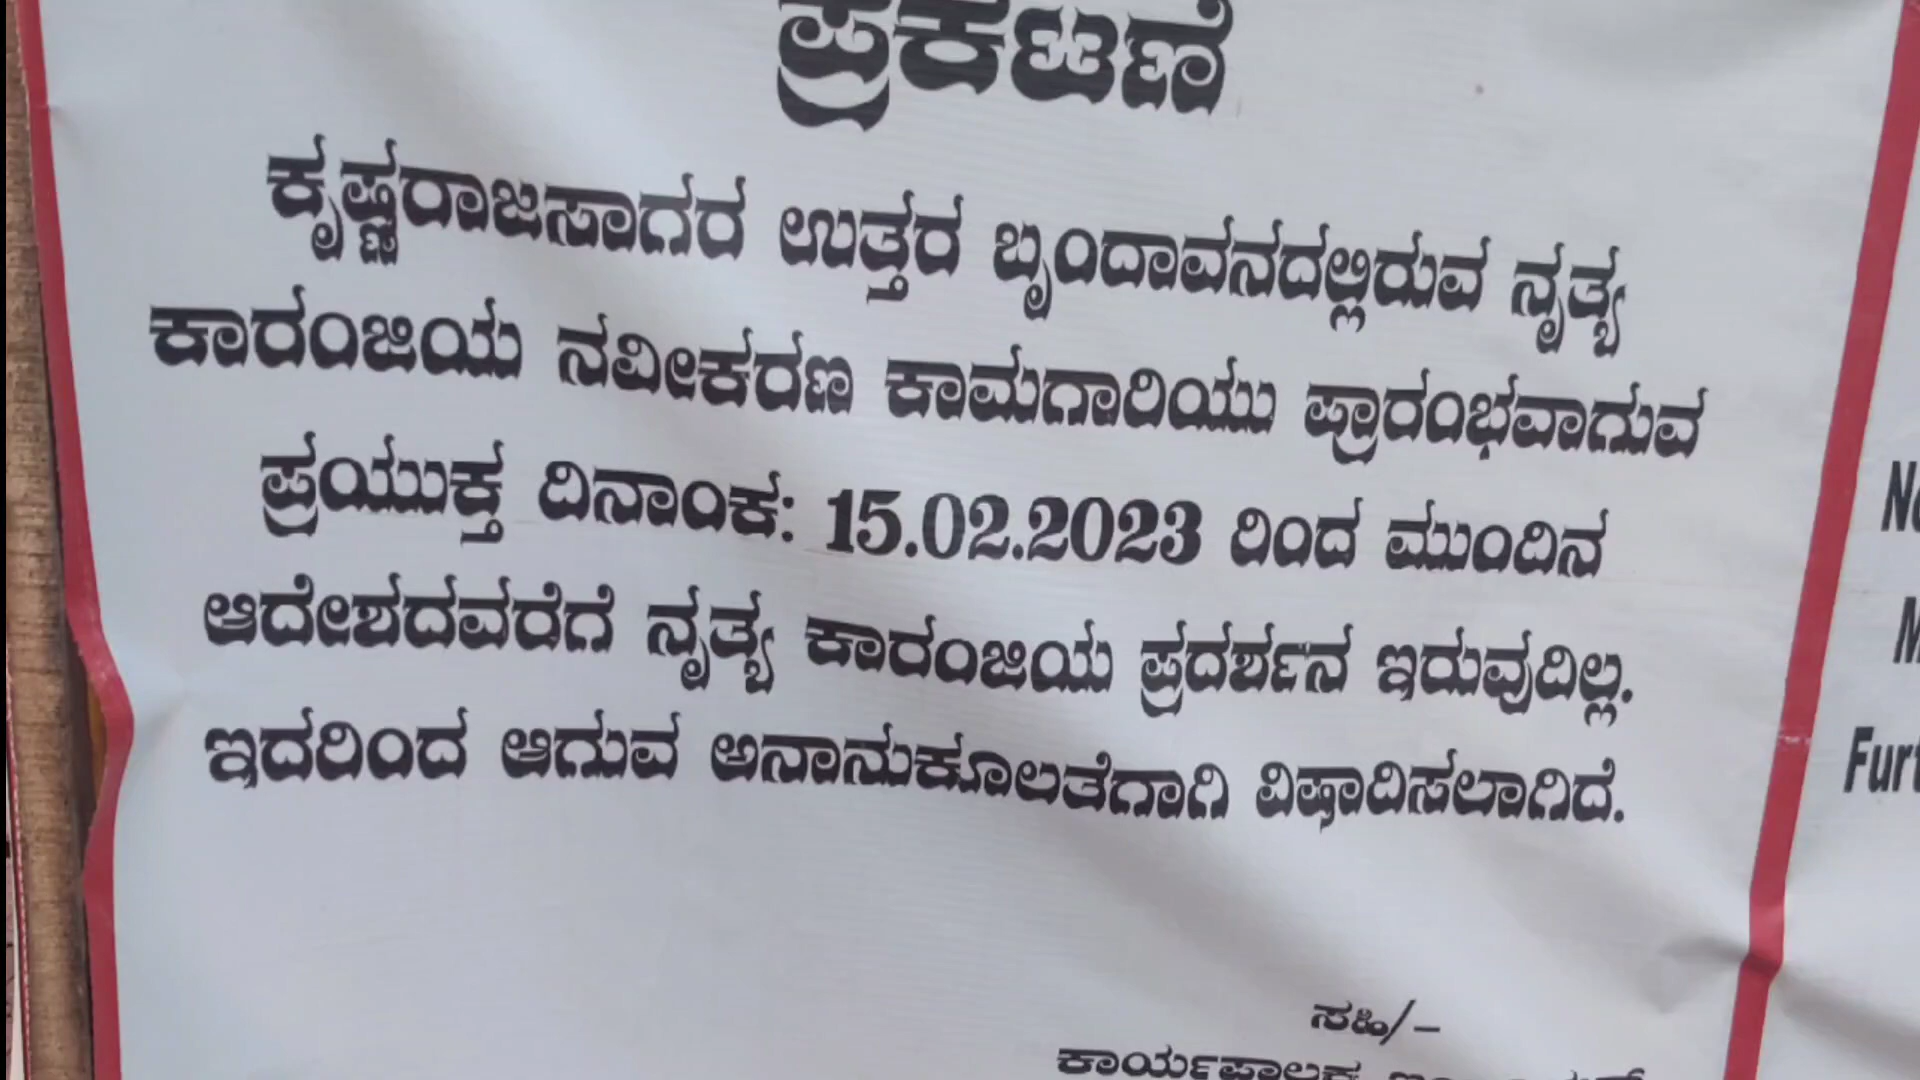 ಪ್ರಕಟಣೆ
ಕೃಷ್ಣರಾಜಸಾಗರ ಉತ್ತರ ಬೃಂದಾವನದಲ್ಲಿರುವ ನೃತ್ಯ
ಕಾರಂಜಿಯ ನವೀಕರಣ ಕಾಮಗಾರಿಯು ಪ್ರಾರಂಭವಾಗುವ
ಪ್ರಯುಕ್ತ ದಿನಾಂಕ: 15.02.2023 ರಿಂದ ಮುಂದಿನ
ಆದೇಶದವರೆಗೆ ನೃತ್ಯ ಕಾರಂಜಿಯ ಪ್ರದರ್ಶನ ಇರುವುದಿಲ್ಲ.
ಇದರಿಂದ ಆಗುವ ಅನಾನುಕೂಲತೆಗಾಗಿ ವಿಷಾದಿಸಲಾಗಿದೆ.
ಸಹಿ/–
ಕಾರ್ಯಪಾಲಕ